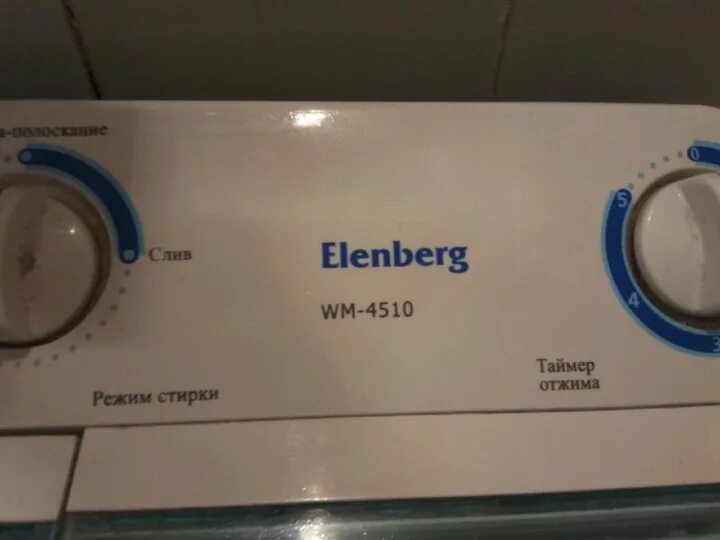 -полоскание
Слив
Режим стирки
Elenberg
WM-4510
0
5
4
3
Таймер
отжима